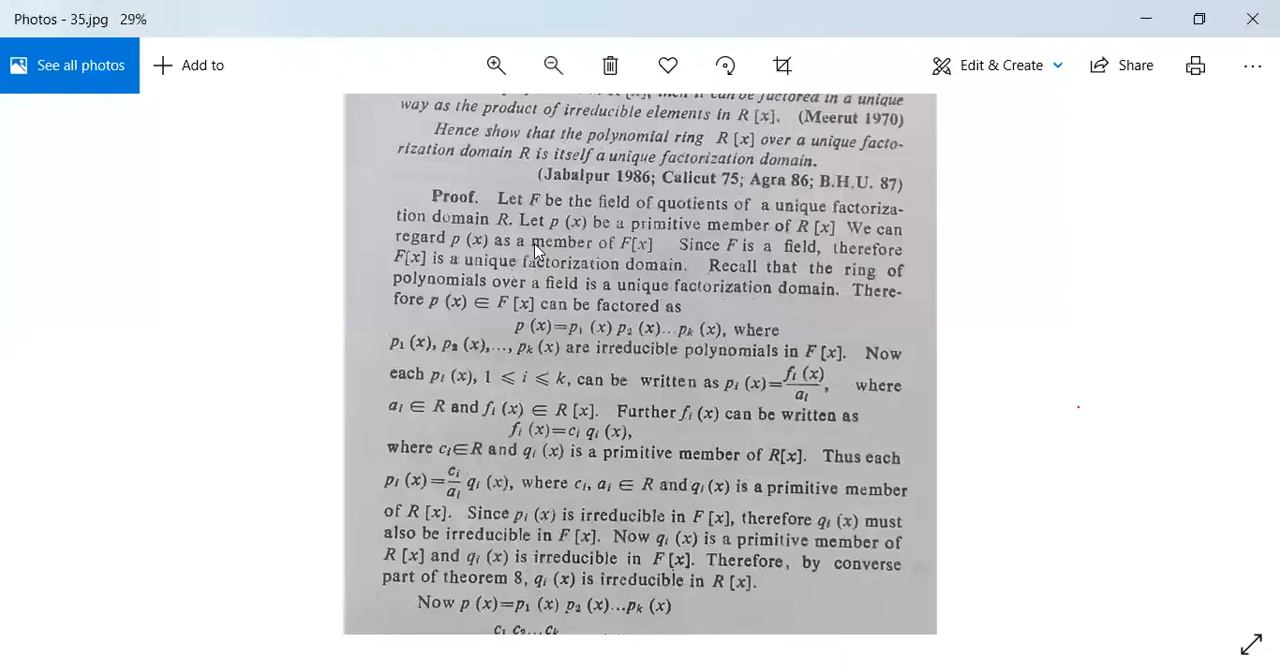 Photos - 35.jpg 29%
See all photos
Add to
Edit & Create
Share
R [x], then it can be factored in a unique
way as the product of irreducible elements in R [x]. (Meerut 1970)
Hence show that the polynomial ring R [x] over a unique facto-
rization domain R is itself a unique factorization domain.
(Jabalpur 1986; Calicut 75; Agra 86; B.H.U. 87)
Proof. Let F be the field of quotients of a unique factoriza-
tion domain R. Let p (x) be a primitive member of R [x] We can
regard p (x) as a member of F[x] Since F is a field, therefore
F[x] is a unique factorization domain. Recall that the ring of
polynomials over a field is a unique factorization domain. There-
fore p (x) ∈ F [x] can be factored as
p (x)=p₁ (x) p₂ (x)...pₖ (x), where
p₁ (x), p₂ (x),..., pₖ (x) are irreducible polynomials in F [x]. Now
each pᵢ (x), 1 ⩽ i ⩽ k, can be written as pᵢ (x)=fᵢ (x)/aᵢ, where
aᵢ ∈ R and fᵢ (x) ∈ R [x]. Further fᵢ (x) can be written as
fᵢ (x)=cᵢ qᵢ (x),
where cᵢ∈R and qᵢ (x) is a primitive member of R[x]. Thus each
pᵢ (x)=cᵢ/aᵢ qᵢ (x), where cᵢ, aᵢ ∈ R and qᵢ (x) is a primitive member
of R [x]. Since pᵢ (x) is irreducible in F [x], therefore qᵢ (x) must
also be irreducible in F [x]. Now qᵢ (x) is a primitive member of
R [x] and qᵢ (x) is irreducible in F [x]. Therefore, by converse
part of theorem 8, qᵢ (x) is irreducible in R [x].
Now p (x)=p₁ (x) p₂ (x)...pₖ (x)
c₁ c₂...cₖ